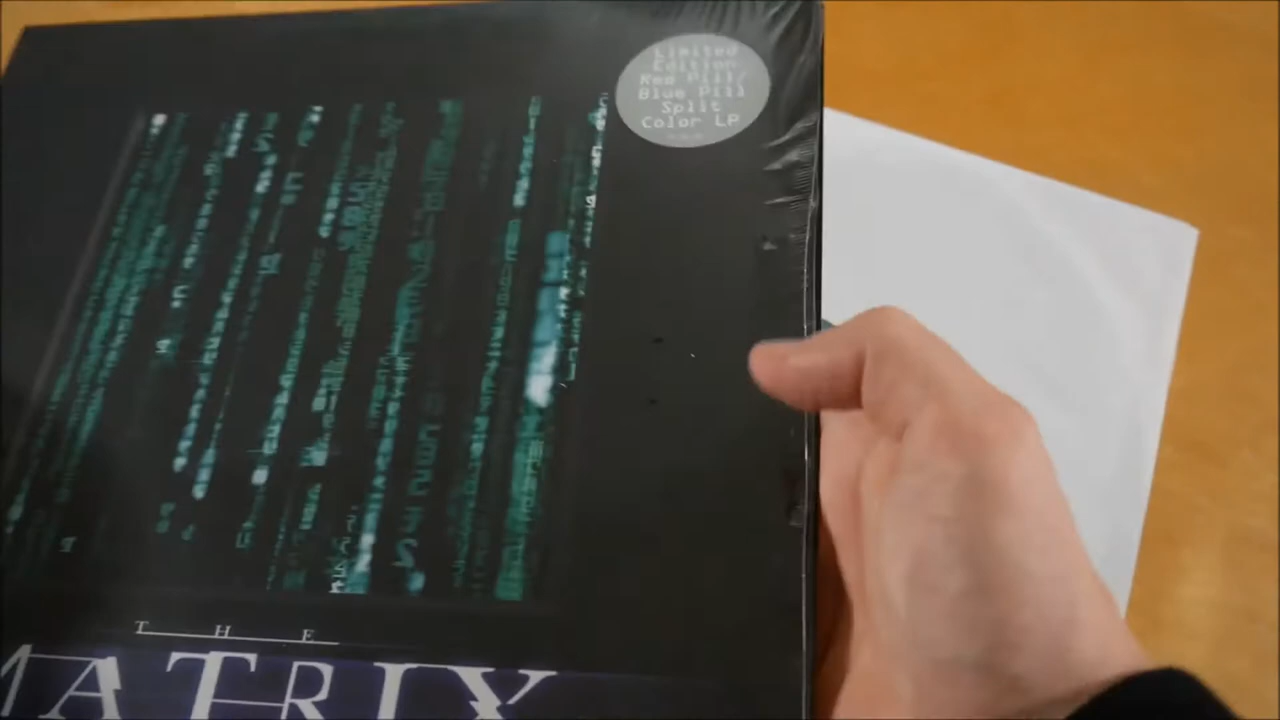 Limited
Edition
Red Pill/
Blue Pill
Split
Color LP
THE
MATRIX